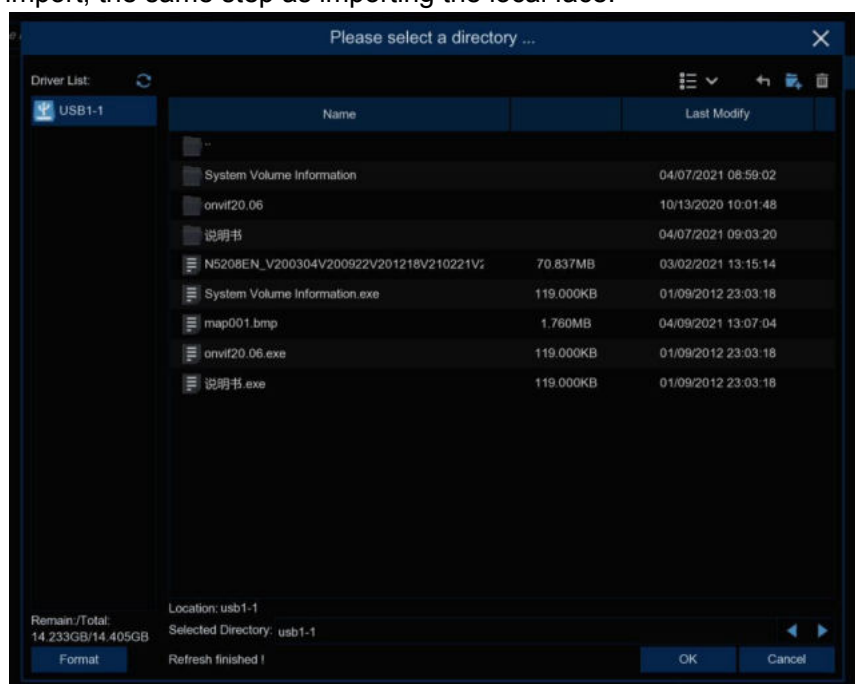 import, the same step as importing the local face.
Please select a directory ...
Driver List:
USB1-1
Name Last Modify
..
System Volume Information 04/07/2021 08:59:02
onvif20.06 10/13/2020 10:01:48
说明书 04/07/2021 09:03:20
N5208EN_V200304V200922V201218V210221V2 70.837MB 03/02/2021 13:15:14
System Volume Information.exe 119.000KB 01/09/2012 23:03:18
map001.bmp 1.760MB 04/09/2021 13:07:04
onvif20.06.exe 119.000KB 01/09/2012 23:03:18
说明书.exe 119.000KB 01/09/2012 23:03:18
Location: usb1-1
Remain:/Total:
14.233GB/14.405GB
Selected Directory: usb1-1
Format Refresh finished ! OK Cancel